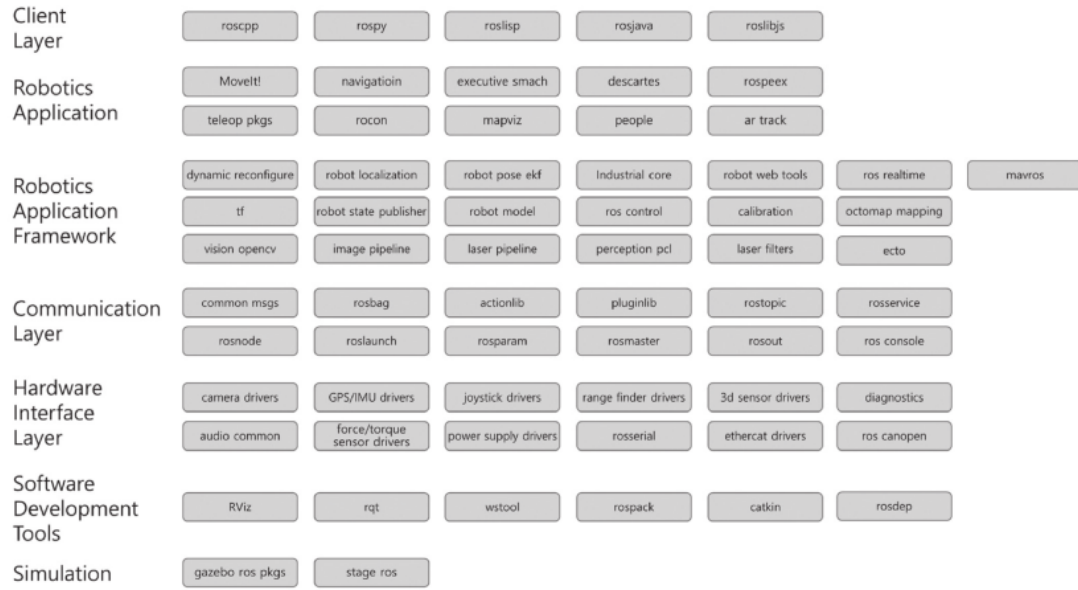 Client
Layer
roscpp rospy roslisp rosjava roslibjs
Robotics
Application
MoveIt! navigatioin executive smach descartes rospeex
teleop pkgs rocon mapviz people ar track
Robotics
Application
Framework
dynamic reconfigure robot localization robot pose ekf Industrial core robot web tools ros realtime mavros
tf robot state publisher robot model ros control calibration octomap mapping
vision opencv image pipeline laser pipeline perception pcl laser filters ecto
Communication
Layer
common msgs rosbag actionlib pluginlib rostopic rosservice
rosnode roslaunch rosparam rosmaster rosout ros console
Hardware
Interface
Layer
camera drivers GPS/IMU drivers joystick drivers range finder drivers 3d sensor drivers diagnostics
audio common force/torque sensor drivers power supply drivers rosserial ethercat drivers ros canopen
Software
Development
Tools
RViz rqt wstool rospack catkin rosdep
Simulation
gazebo ros pkgs stage ros